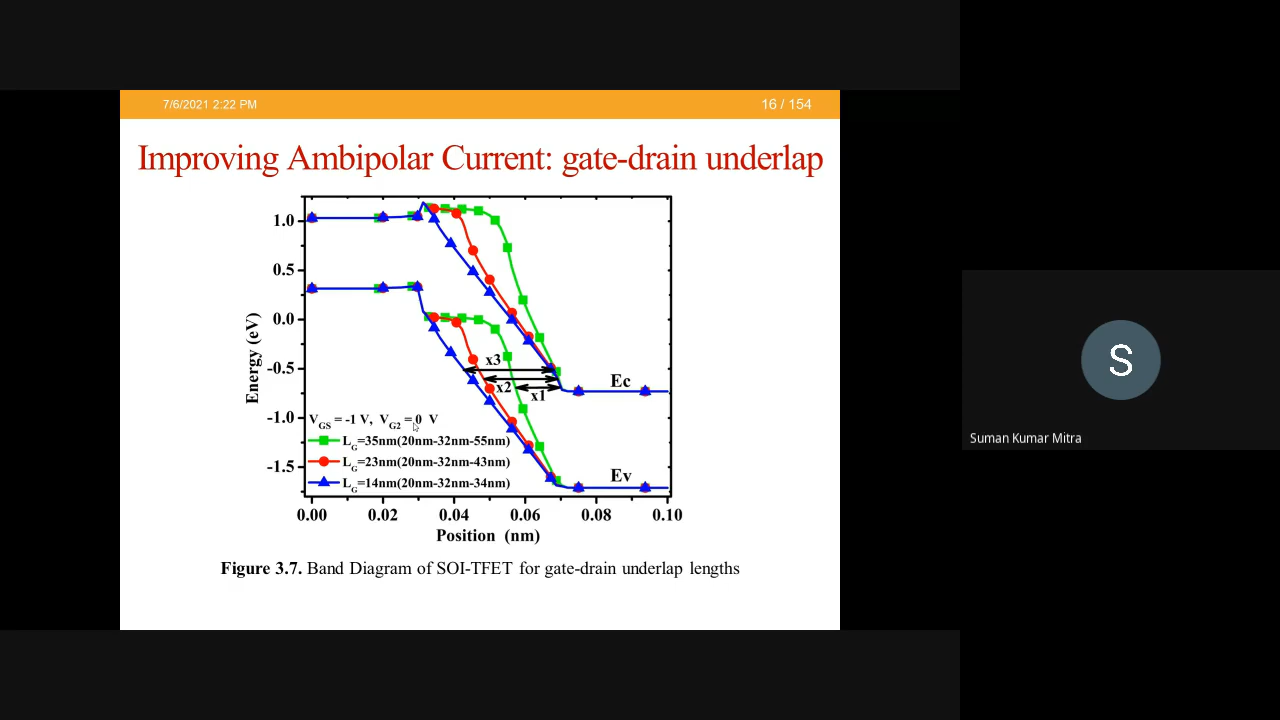 7/6/2021 2:22 PM
16 / 154
Improving Ambipolar Current: gate-drain underlap
1.0
0.5
0.0
-0.5
-1.0
-1.5
Energy (eV)
x3
x2
x1
Ec
Ev
VGS = -1 V, VG2 = 0 V
LG=35nm(20nm-32nm-55nm)
LG=23nm(20nm-32nm-43nm)
LG=14nm(20nm-32nm-34nm)
0.00 0.02 0.04 0.06 0.08 0.10
Position (nm)
Figure 3.7. Band Diagram of SOI-TFET for gate-drain underlap lengths
S
Suman Kumar Mitra